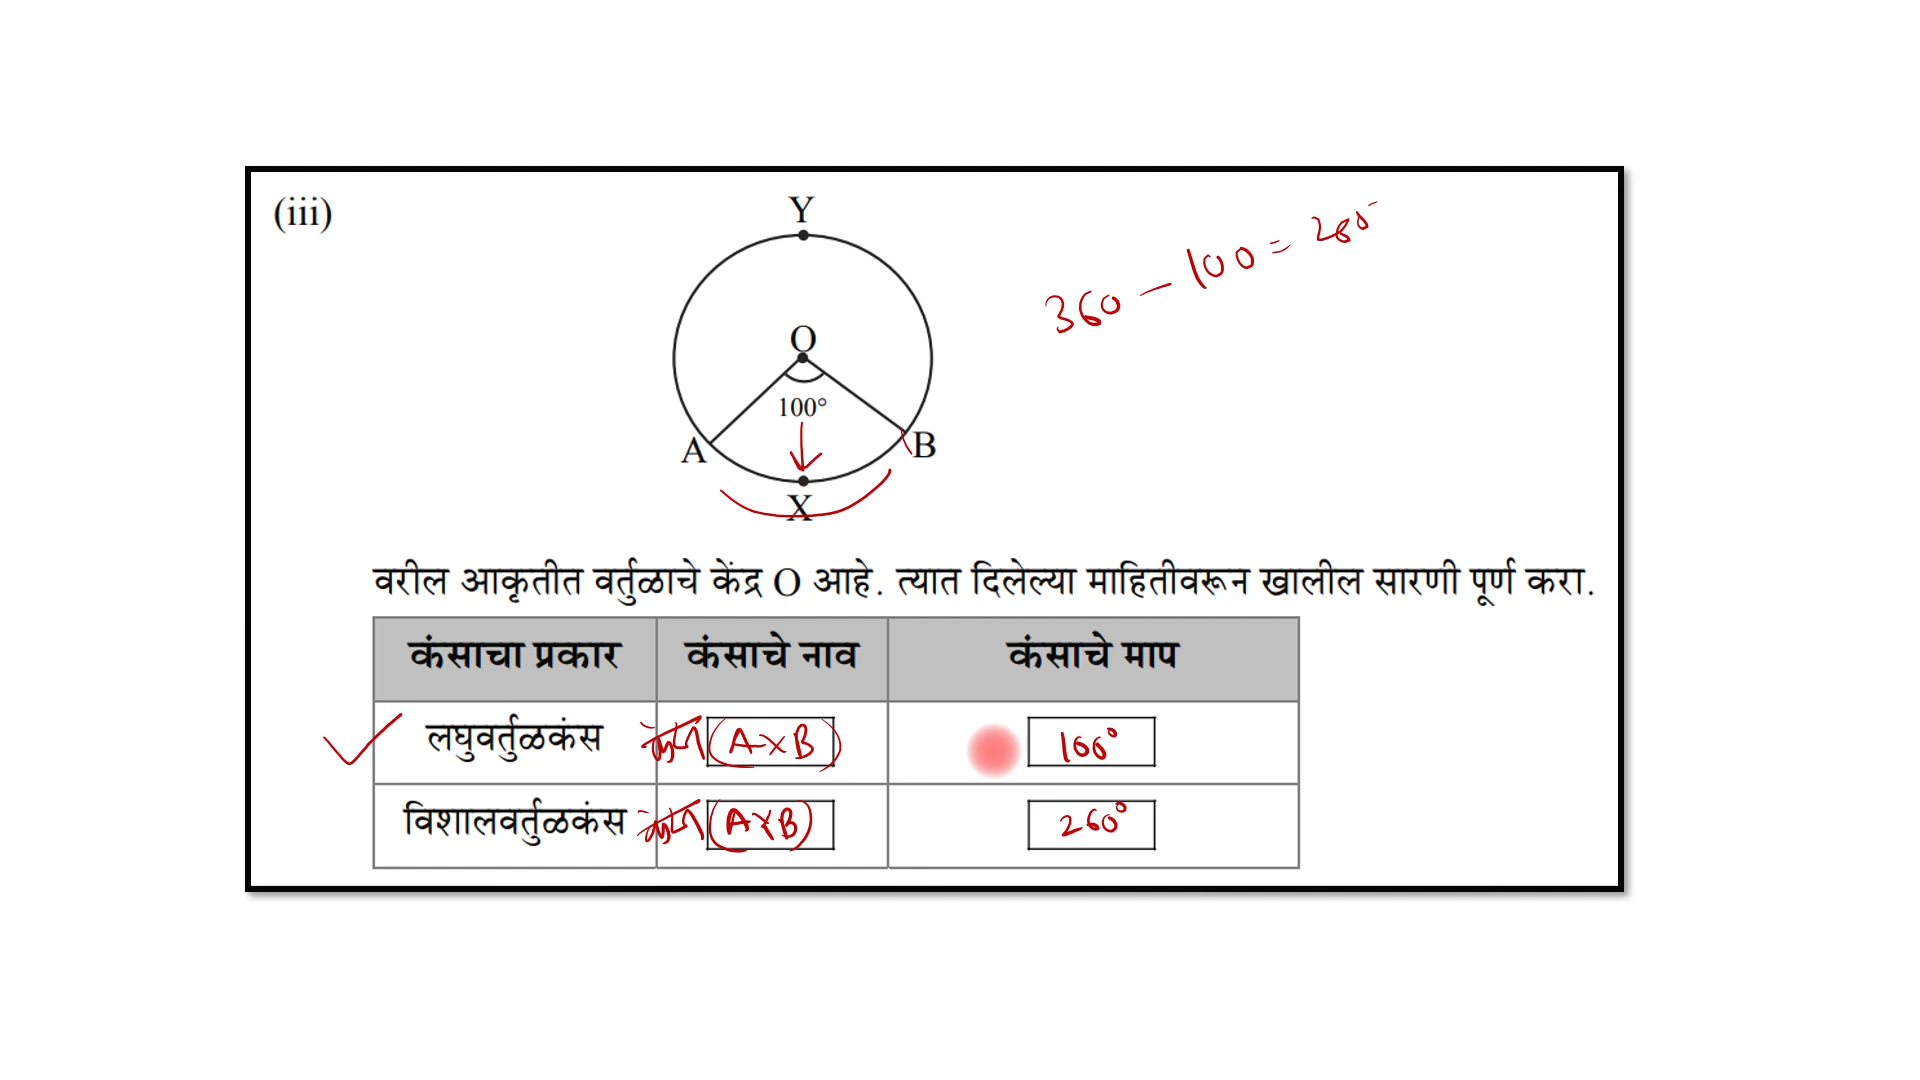 (iii)
Y
360 - 100 = 260°
O
100°
A
B
X
वरील आकृतीत वर्तुळाचे केंद्र O आहे. त्यात दिलेल्या माहितीवरून खालील सारणी पूर्ण करा.
कंसाचा प्रकार कंसाचे नाव कंसाचे माप
लघुवर्तुळकंस (AXB) 100°
विशालवर्तुळकंस (AYB) 260°